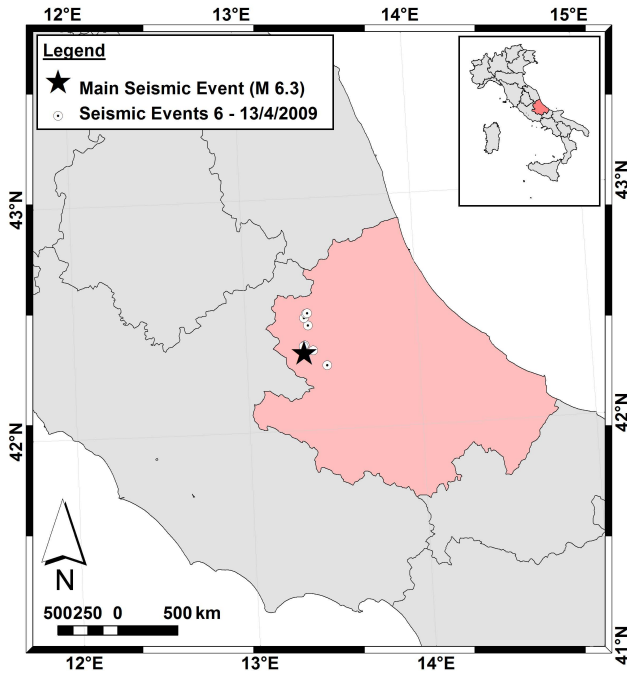 12°E 13°E 14°E 15°E
Legend
Main Seismic Event (M 6.3)
Seismic Events 6 - 13/4/2009
43°N 43°N
42°N 42°N
N
500250 0 500 km
41°N
12°E 13°E 14°E